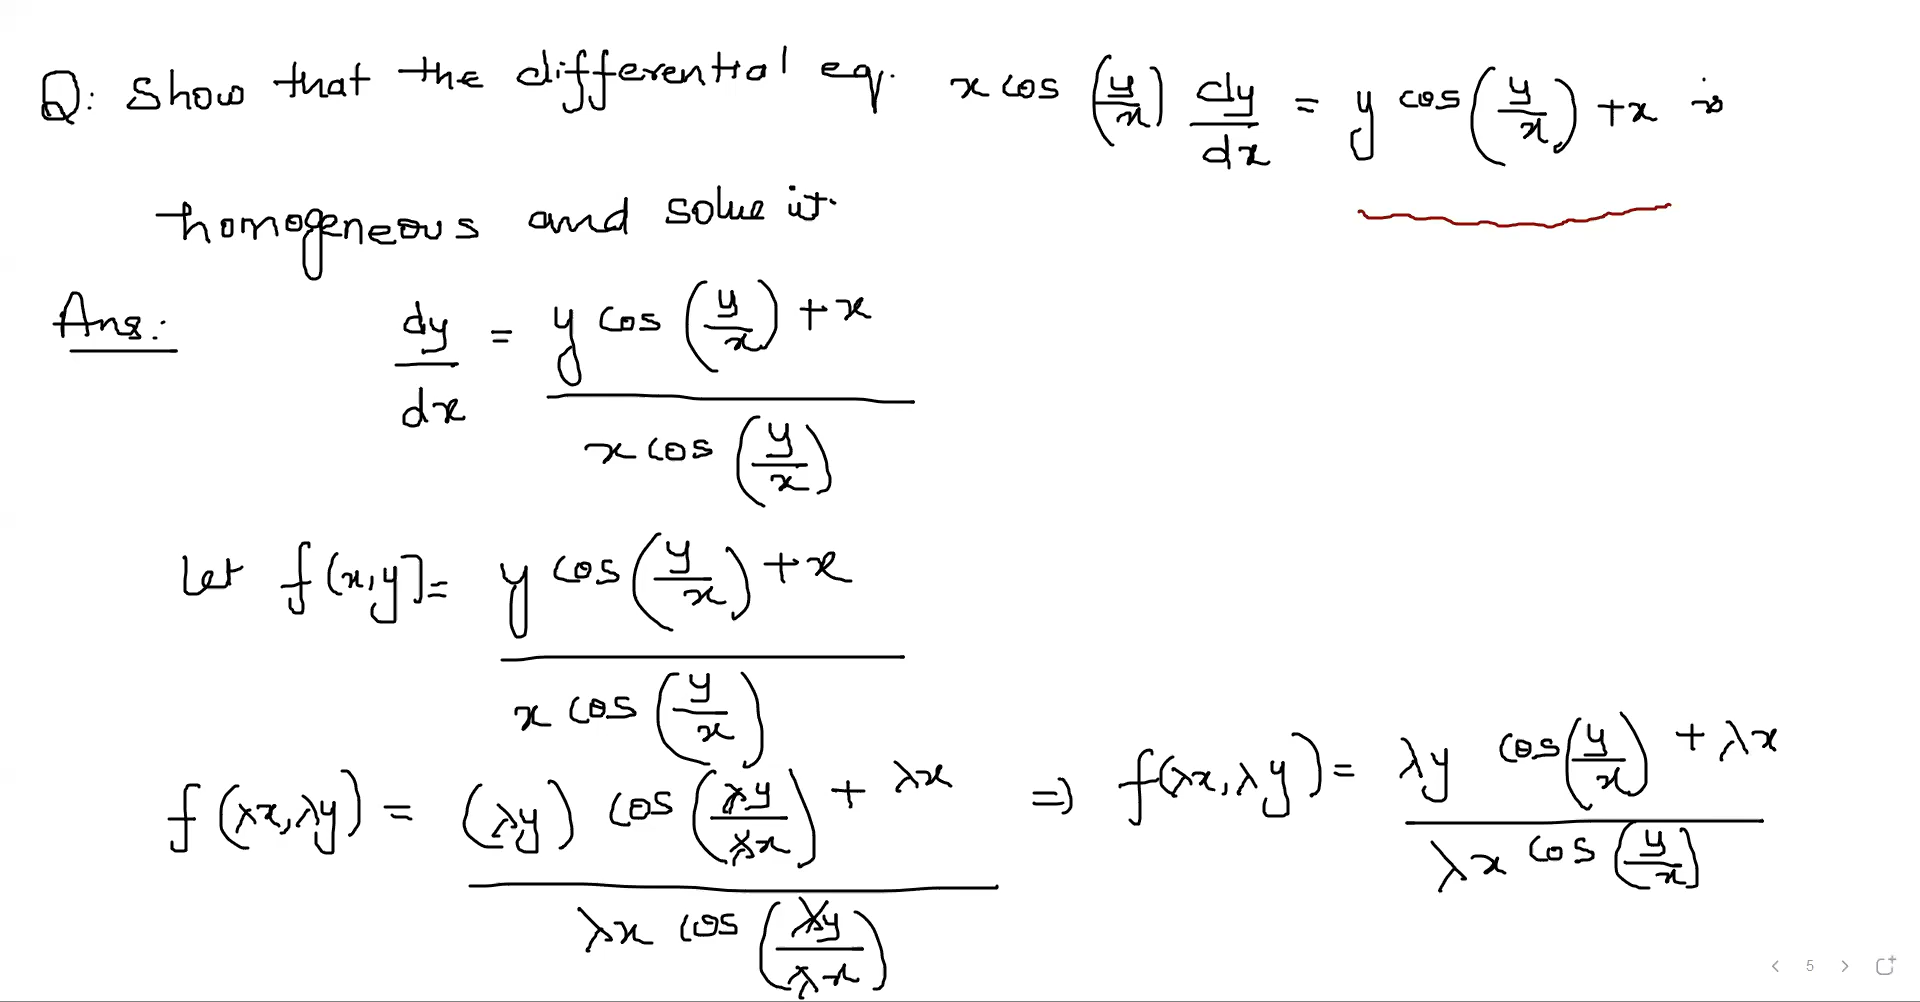 Q: Show that the differential eq. x cos (y/x) dy/dx = y cos (y/x) + x is
homogeneous and solve it.
Ans: dy/dx = (y cos (y/x) + x) / (x cos (y/x))
Let f(x,y) = (y cos (y/x) + x) / (x cos (y/x))
f(λx, λy) = ((λy) cos (λy/λx) + λx) / (λx cos (λy/λx)) ⇒ f(λx, λy) = (λy cos (y/x) + λx) / (λx cos (y/x))
5